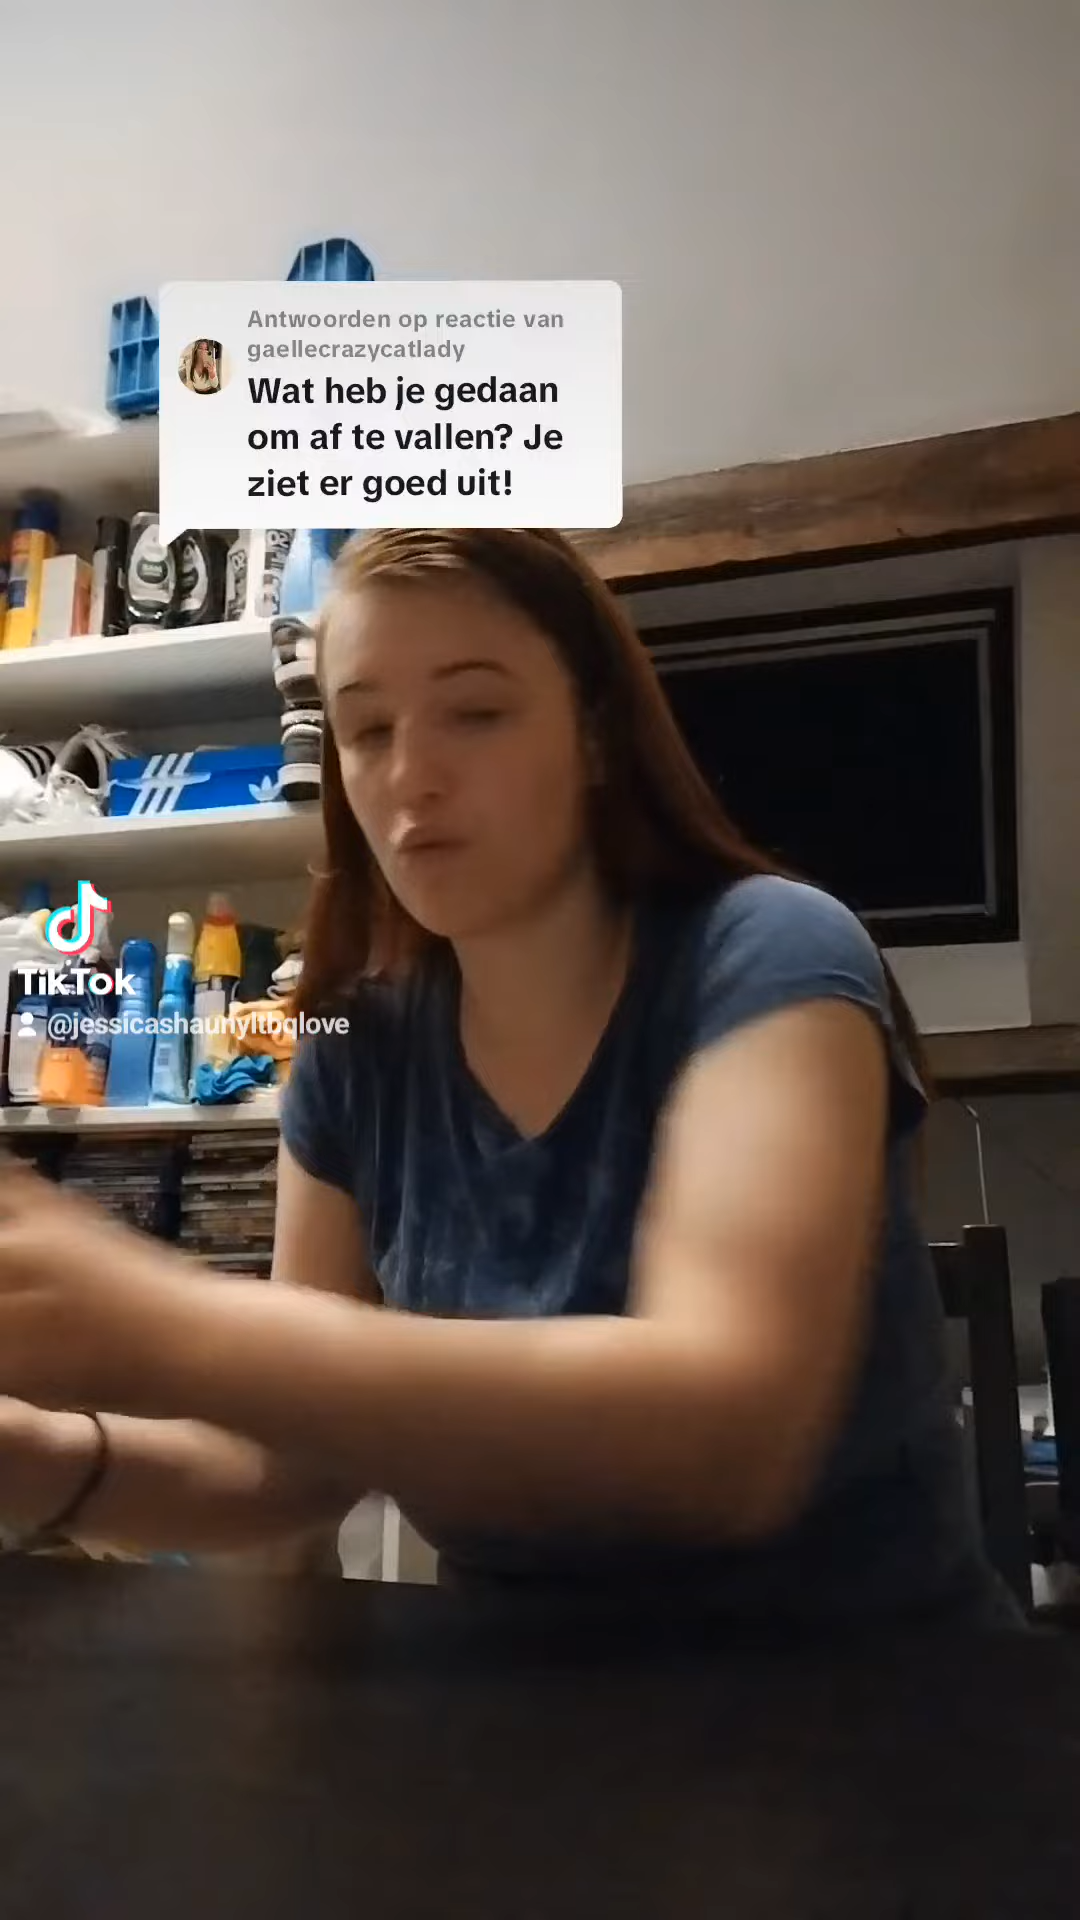 Antwoorden op reactie van
gaellecrazycatlady
Wat heb je gedaan
om af te vallen? Je
ziet er goed uit!
TikTok
@jessicashaunyltbqlove